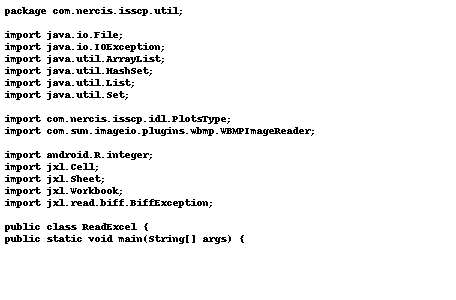 package com.nercis.isscp.util;
import java.io.File;
import java.io.IOException;
import java.util.ArrayList;
import java.util.HashSet;
import java.util.List;
import java.util.Set;
import com.nercis.isscp.idl.PlotsType;
import com.sun.imageio.plugins.wbmp.WBMPImageReader;
import android.R.integer;
import jxl.Cell;
import jxl.Sheet;
import jxl.Workbook;
import jxl.read.biff.BiffException;
public class ReadExcel {
public static void main(String[] args) {